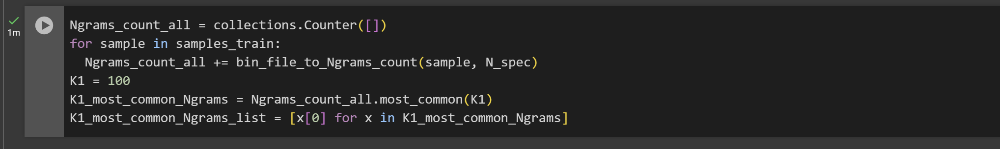 Ngrams_count_all = collections.Counter([])
for sample in samples_train:
  Ngrams_count_all += bin_file_to_Ngrams_count(sample, N_spec)
K1 = 100
K1_most_common_Ngrams = Ngrams_count_all.most_common(K1)
K1_most_common_Ngrams_list = [x[0] for x in K1_most_common_Ngrams]
1m